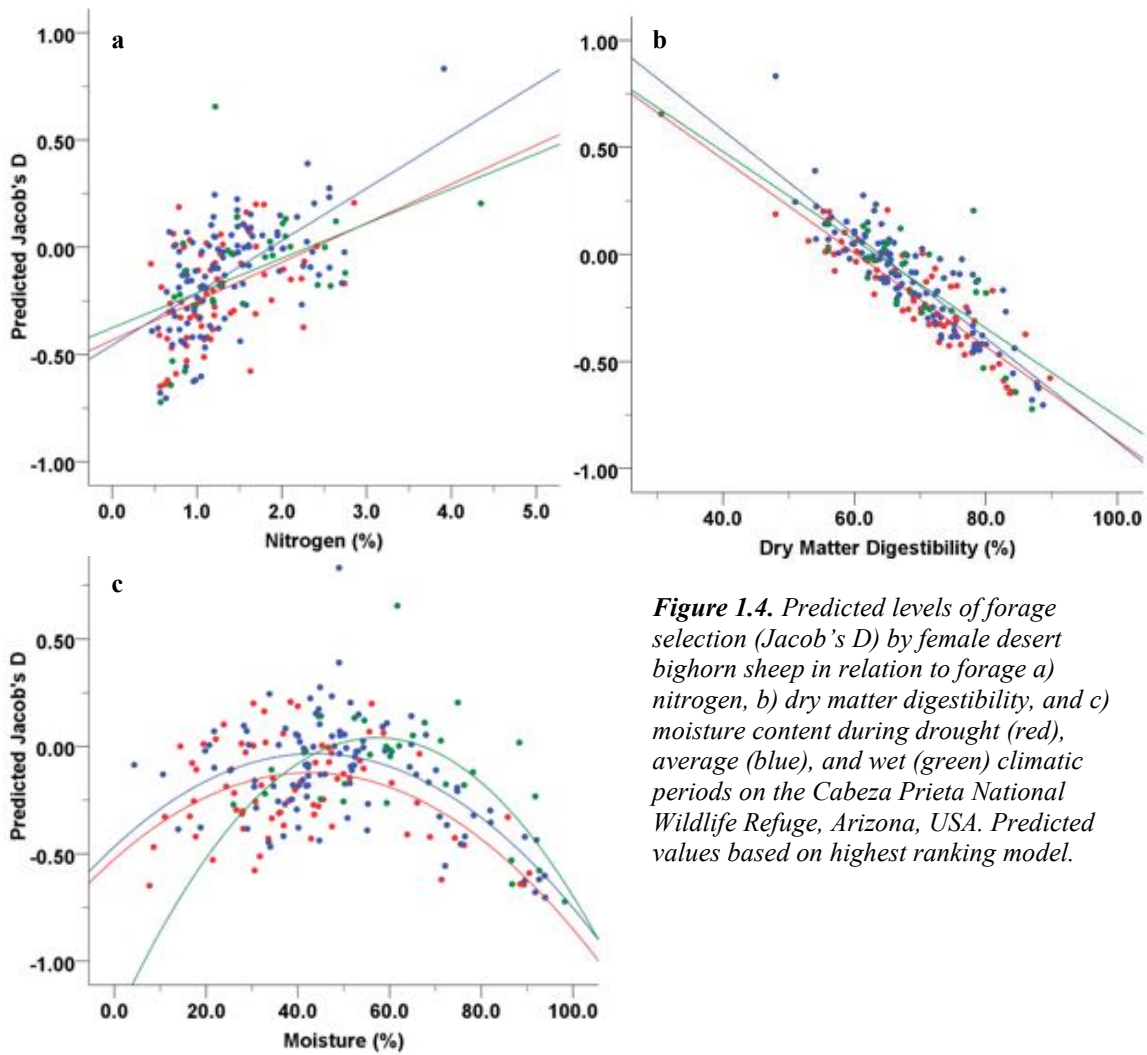 a
1.00
0.50
0.00
-0.50
-1.00
Predicted Jacob's D
0.0 1.0 2.0 3.0 4.0 5.0
Nitrogen (%)
b
1.00
0.50
0.00
-0.50
-1.00
40.0 60.0 80.0 100.0
Dry Matter Digestibility (%)
c
0.50
0.00
-0.50
-1.00
Predicted Jacob's D
0.0 20.0 40.0 60.0 80.0 100.0
Moisture (%)
Figure 1.4. Predicted levels of forage
selection (Jacob’s D) by female desert
bighorn sheep in relation to forage a)
nitrogen, b) dry matter digestibility, and c)
moisture content during drought (red),
average (blue), and wet (green) climatic
periods on the Cabeza Prieta National
Wildlife Refuge, Arizona, USA. Predicted
values based on highest ranking model.